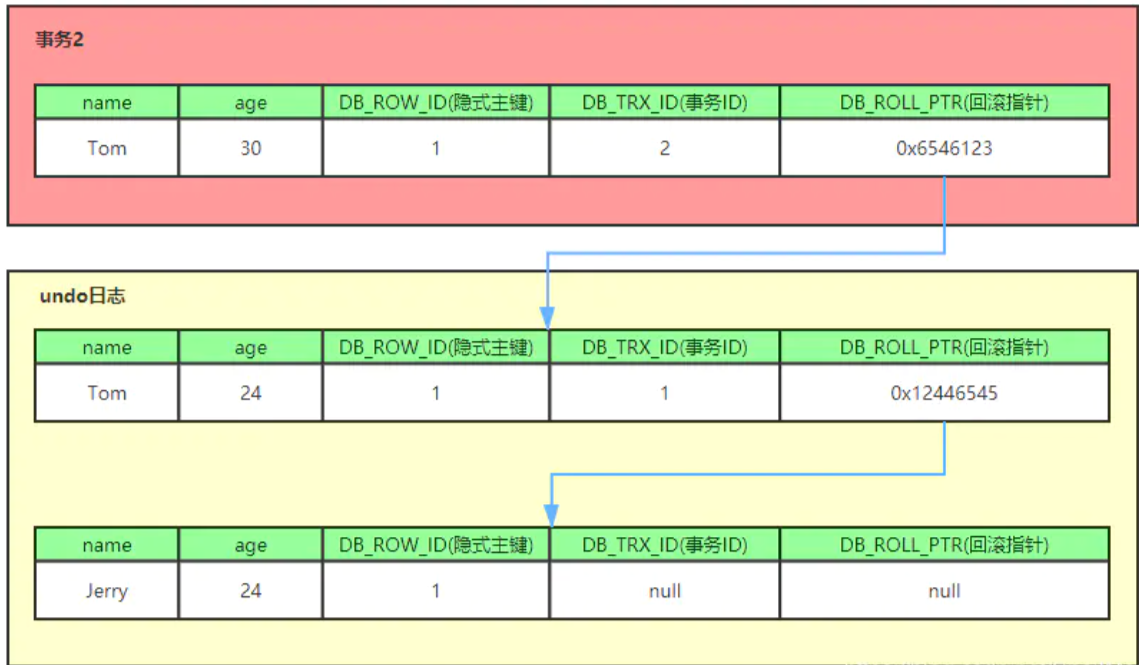 事务2
name age DB_ROW_ID(隐式主键) DB_TRX_ID(事务ID) DB_ROLL_PTR(回滚指针)
Tom 30 1 2 0x6546123
undo日志
name age DB_ROW_ID(隐式主键) DB_TRX_ID(事务ID) DB_ROLL_PTR(回滚指针)
Tom 24 1 1 0x12446545
name age DB_ROW_ID(隐式主键) DB_TRX_ID(事务ID) DB_ROLL_PTR(回滚指针)
Jerry 24 1 null null